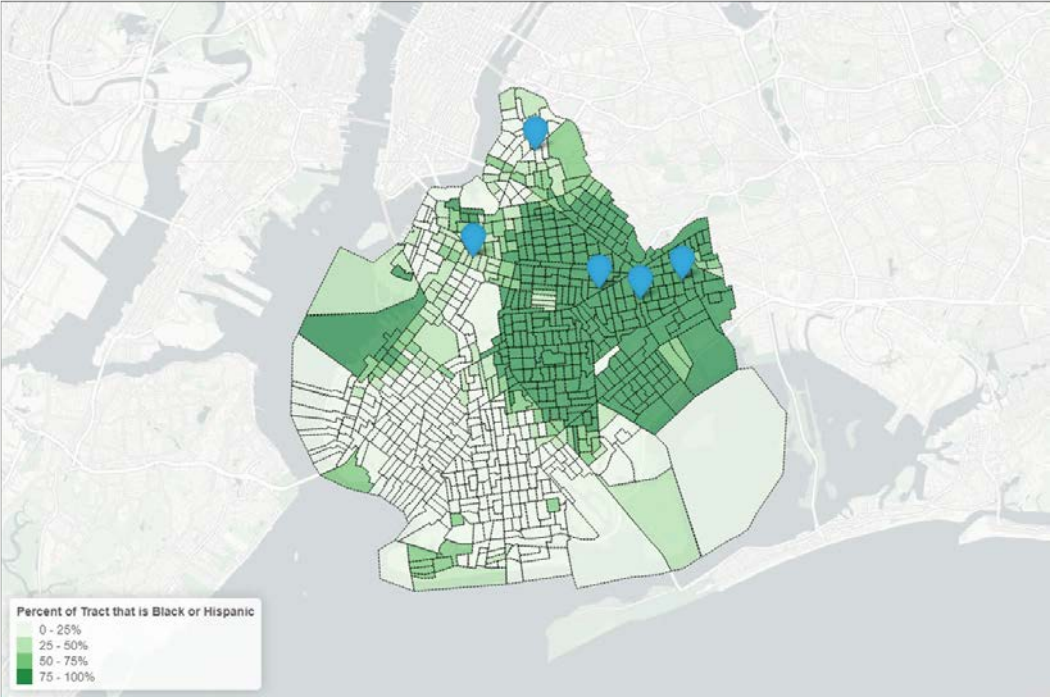 Percent of Tract that is Black or Hispanic
0 - 25%
25 - 50%
50 - 75%
75 - 100%